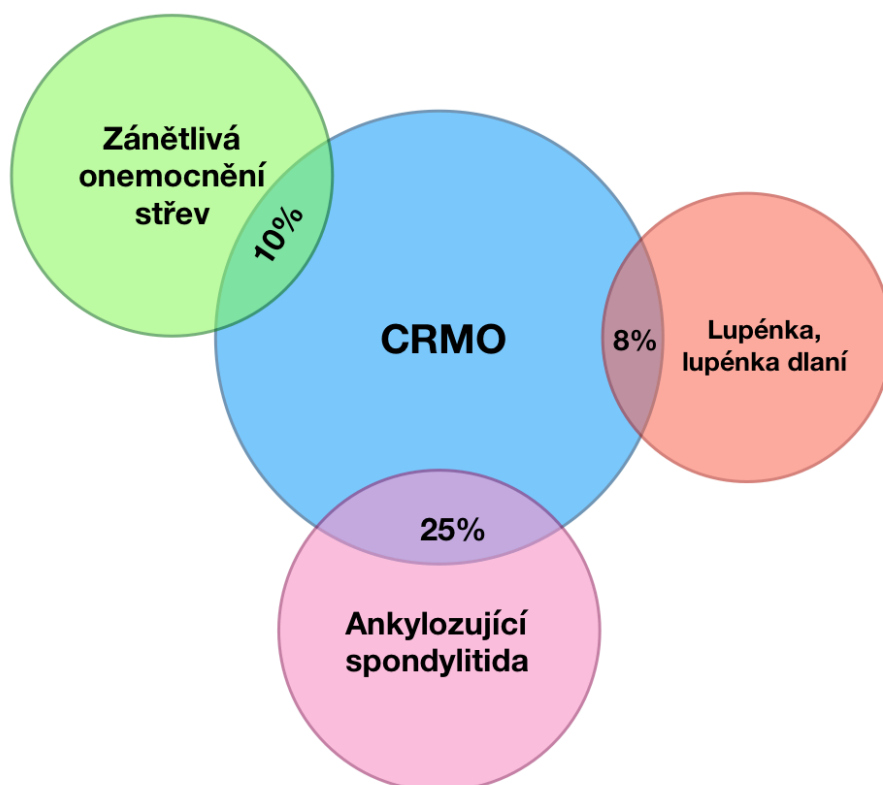 Zánětlivá
onemocnění
střev
10%
CRMO
8%
Lupénka,
lupénka dlaní
25%
Ankylozující
spondylitida